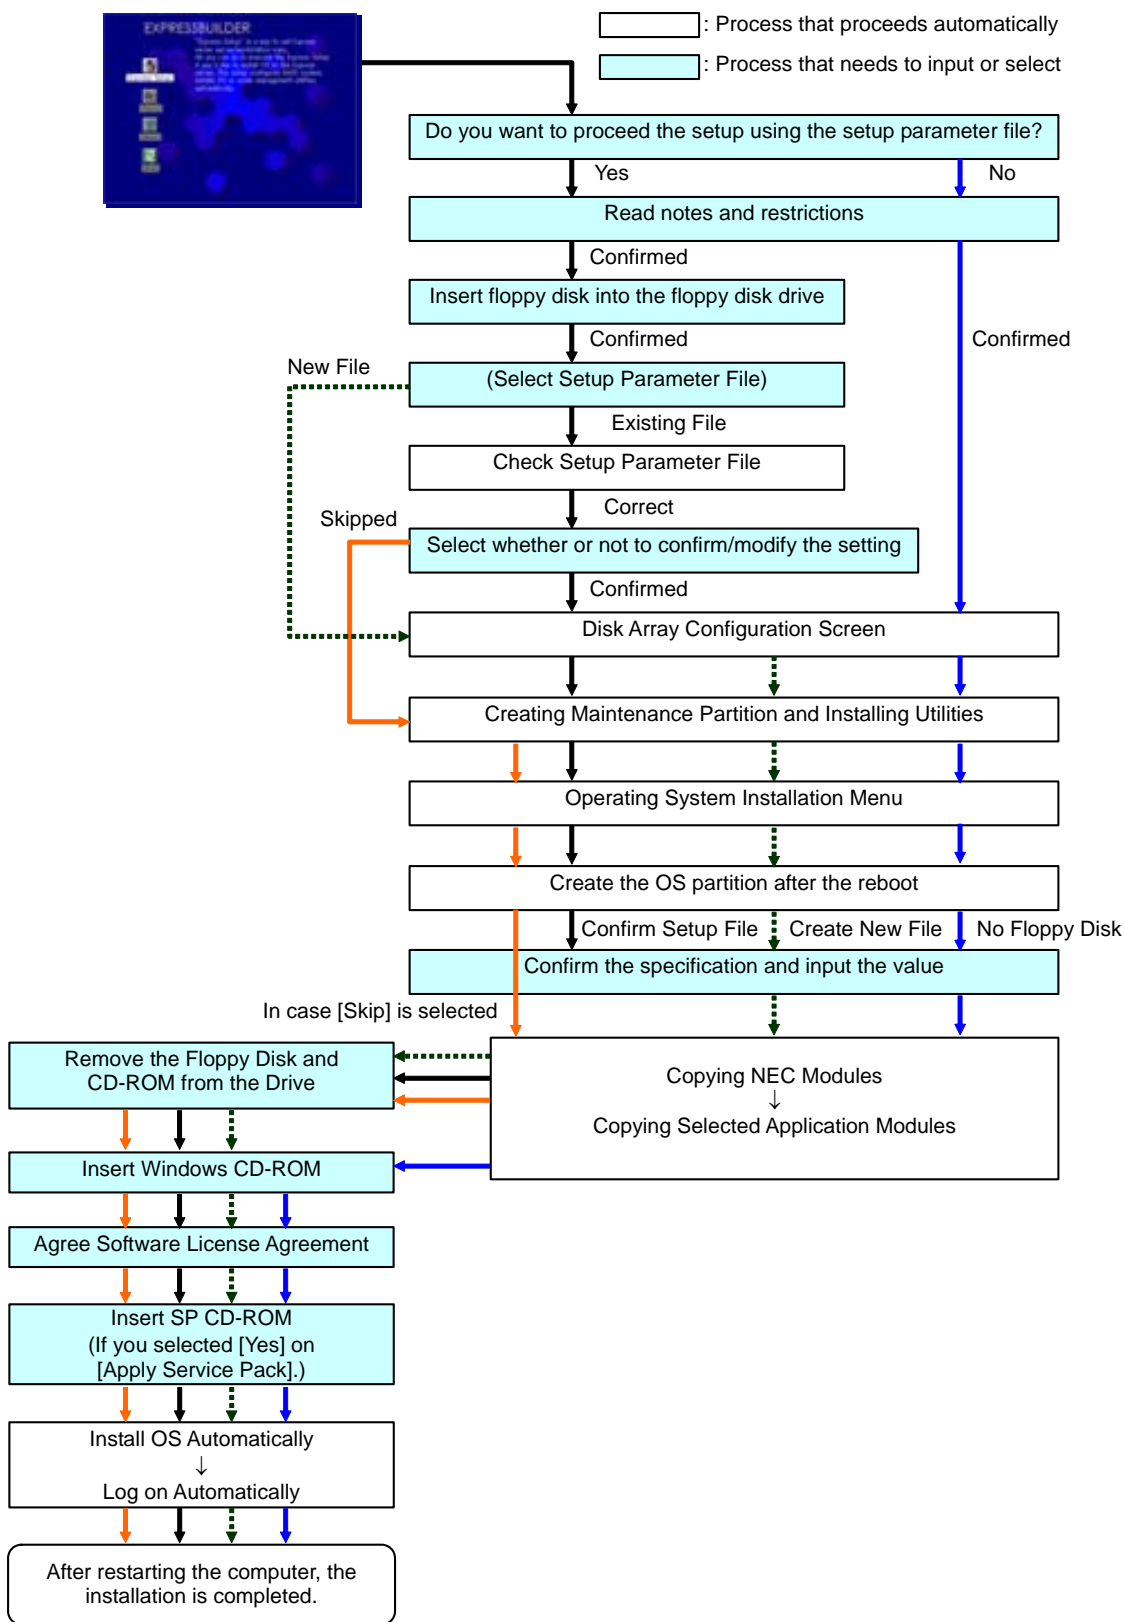 EXPRESSBUILDER
: Process that proceeds automatically
: Process that needs to input or select
Do you want to proceed the setup using the setup parameter file?
Yes
No
Read notes and restrictions
Confirmed
Insert floppy disk into the floppy disk drive
Confirmed
Confirmed
New File
(Select Setup Parameter File)
Existing File
Check Setup Parameter File
Correct
Skipped
Select whether or not to confirm/modify the setting
Confirmed
Disk Array Configuration Screen
Creating Maintenance Partition and Installing Utilities
Operating System Installation Menu
Create the OS partition after the reboot
Confirm Setup File
Create New File
No Floppy Disk
Confirm the specification and input the value
In case [Skip] is selected
Remove the Floppy Disk and
CD-ROM from the Drive
Copying NEC Modules
↓
Copying Selected Application Modules
Insert Windows CD-ROM
Agree Software License Agreement
Insert SP CD-ROM
(If you selected [Yes] on
[Apply Service Pack].)
Install OS Automatically
↓
Log on Automatically
After restarting the computer, the
installation is completed.